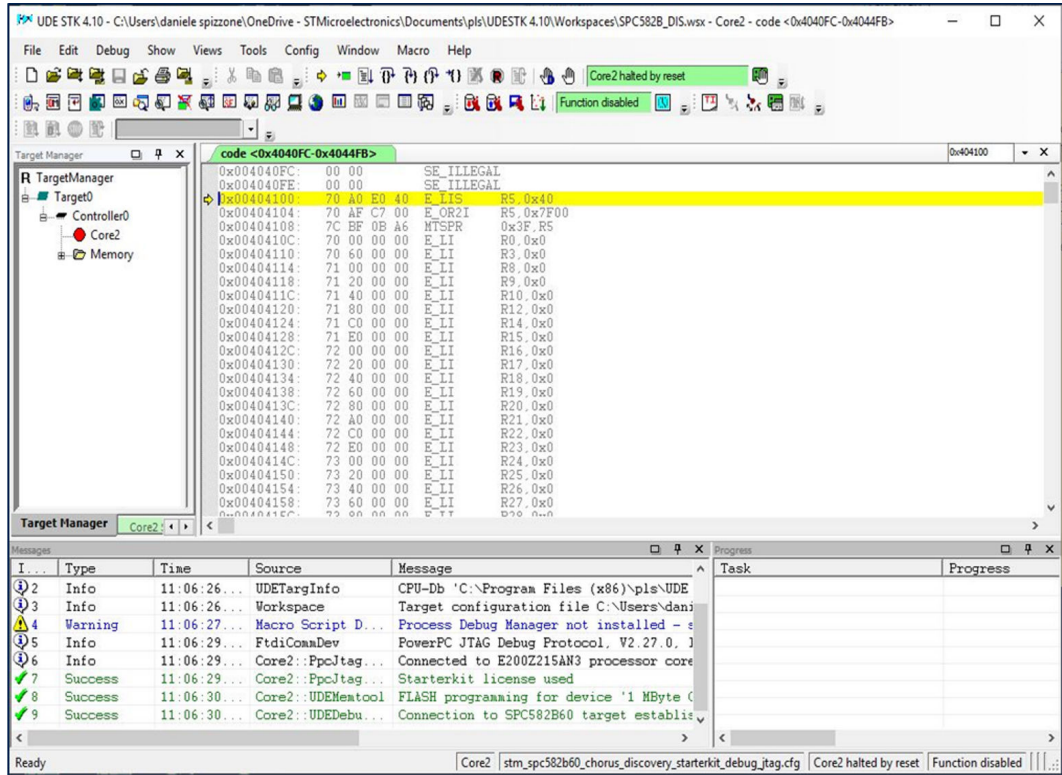 UDE STK 4.10 - C:\Users\daniele spizzone\OneDrive - STMicroelectronics\Documents\pls\UDESTK 4.10\Workspaces\SPC582B_DIS.wsx - Core2 - code <0x4040FC-0x4044FB>
File Edit Debug Show Views Tools Config Window Macro Help
Core2 halted by reset
Function disabled
Target Manager
code <0x4040FC-0x4044FB>
0x404100
TargetManager
Target0
Controller0
Core2
Memory
0x004040FC: 00 00 SE_ILLEGAL
0x004040FE: 00 00 SE_ILLEGAL
0x00404100: 70 A0 E0 40 E_LIS R5,0x40
0x00404104: 70 AF C7 00 E_OR2I R5,0x7F00
0x00404108: 7C BF 0B A6 MTSPR 0x3F,R5
0x0040410C: 70 00 00 00 E_LI R0,0x0
0x00404110: 70 60 00 00 E_LI R3,0x0
0x00404114: 71 00 00 00 E_LI R8,0x0
0x00404118: 71 20 00 00 E_LI R9,0x0
0x0040411C: 71 40 00 00 E_LI R10,0x0
0x00404120: 71 80 00 00 E_LI R12,0x0
0x00404124: 71 C0 00 00 E_LI R14,0x0
0x00404128: 71 E0 00 00 E_LI R15,0x0
0x0040412C: 72 00 00 00 E_LI R16,0x0
0x00404130: 72 20 00 00 E_LI R17,0x0
0x00404134: 72 40 00 00 E_LI R18,0x0
0x00404138: 72 60 00 00 E_LI R19,0x0
0x0040413C: 72 80 00 00 E_LI R20,0x0
0x00404140: 72 A0 00 00 E_LI R21,0x0
0x00404144: 72 C0 00 00 E_LI R22,0x0
0x00404148: 72 E0 00 00 E_LI R23,0x0
0x0040414C: 73 00 00 00 E_LI R24,0x0
0x00404150: 73 20 00 00 E_LI R25,0x0
0x00404154: 73 40 00 00 E_LI R26,0x0
0x00404158: 73 60 00 00 E_LI R27,0x0
Target Manager
Messages
I... Type Time Source Message
2 Info 11:06:26... UDETargInfo CPU-Db 'C:\Program Files (x86)\pls\UDE
3 Info 11:06:26... Workspace Target configuration file C:\Users\dani
4 Warning 11:06:27... Macro Script D... Process Debug Manager not installed - s
5 Info 11:06:29... FtdiCommDev PowerPC JTAG Debug Protocol, V2.27.0,
6 Info 11:06:29... Core2::PpcJtag... Connected to E200Z215AN3 processor core
7 Success 11:06:29... Core2::PpcJtag... Starterkit license used
8 Success 11:06:30... Core2::UDEMemtool FLASH programming for device '1 MByte
9 Success 11:06:30... Core2::UDEDebu... Connection to SPC582B60 target establis
Progress
Task Progress
Ready
Core2 stm_spc582b60_chorus_discovery_starterkit_debug_jtag.cfg Core2 halted by reset Function disabled